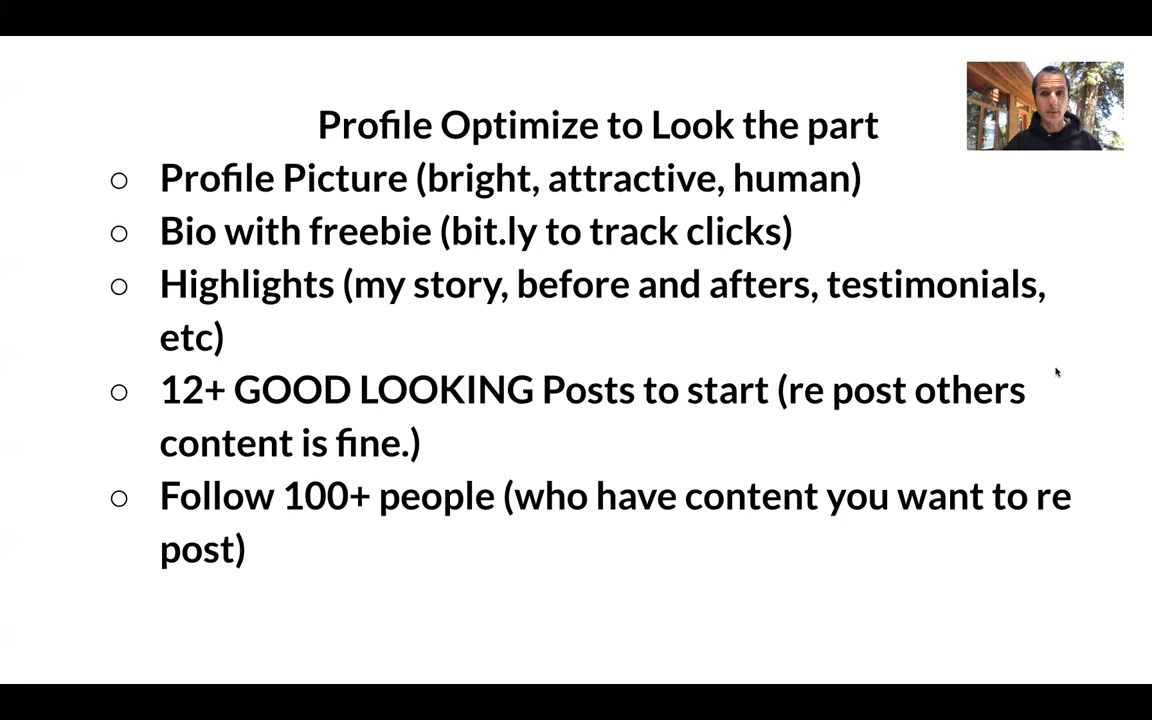 Profile Optimize to Look the part
○ Profile Picture (bright, attractive, human)
○ Bio with freebie (bit.ly to track clicks)
○ Highlights (my story, before and afters, testimonials,
etc)
○ 12+ GOOD LOOKING Posts to start (re post others
content is fine.)
○ Follow 100+ people (who have content you want to re
post)